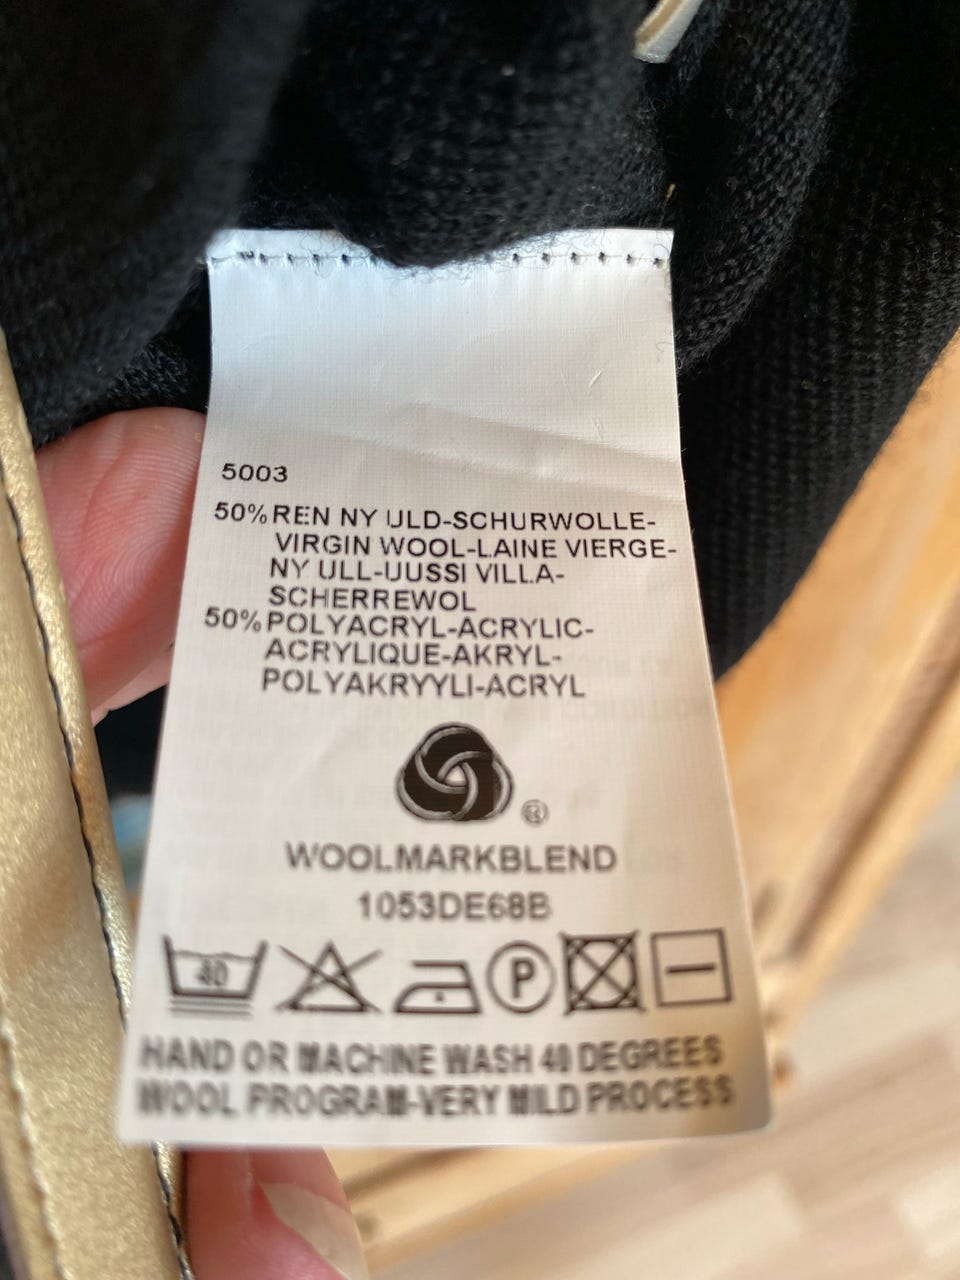 5003
50% REN NY ULD-SCHURWOLLE-
VIRGIN WOOL-LAINE VIERGE-
NY ULL-UUSSI VILLA-
SCHERREWOL
50% POLYACRYL-ACRYLIC-
ACRYLIQUE-AKRYL-
POLYAKRYYLI-ACRYL
®
WOOLMARKBLEND
1053DE68B
40 P
HAND OR MACHINE WASH 40 DEGREES
WOOL PROGRAM-VERY MILD PROCESS